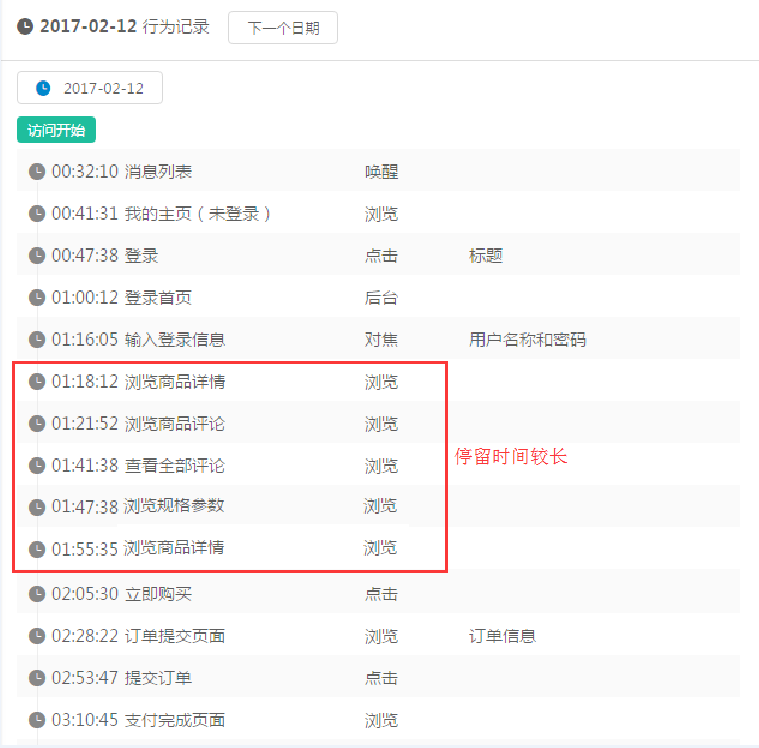 2017-02-12 行为记录 下一个日期
2017-02-12
访问开始
00:32:10 消息列表 唤醒
00:41:31 我的主页（未登录） 浏览
00:47:38 登录 点击 标题
01:00:12 登录首页 后台
01:16:05 输入登录信息 对焦 用户名称和密码
01:18:12 浏览商品详情 浏览
01:21:52 浏览商品评论 浏览
01:41:38 查看全部评论 浏览
停留时间较长
01:47:38 浏览规格参数 浏览
01:55:35 浏览商品详情 浏览
02:05:30 立即购买 点击
02:28:22 订单提交页面 浏览 订单信息
02:53:47 提交订单 点击
03:10:45 支付完成页面 浏览